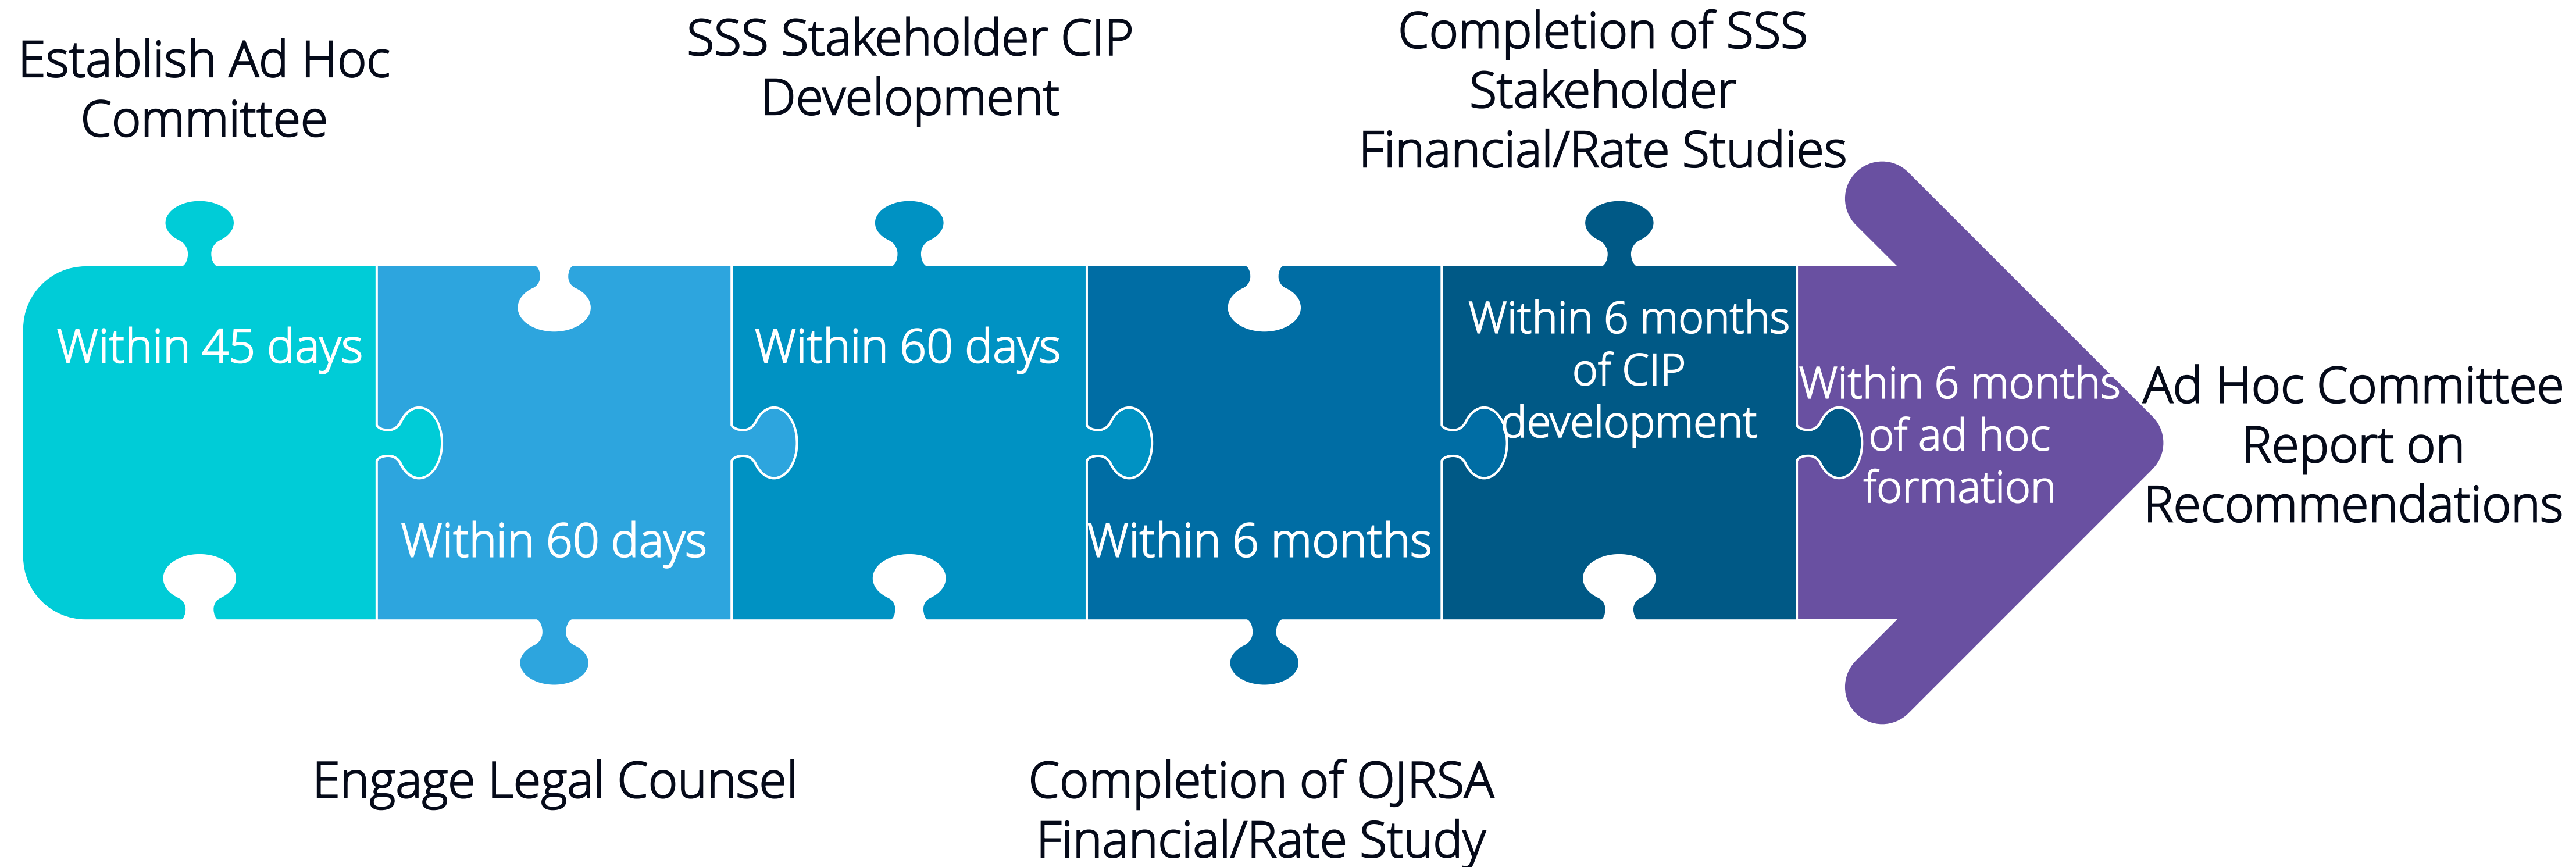 Establish Ad Hoc
Committee
Within 45 days
Within 60 days
Engage Legal Counsel
SSS Stakeholder CIP
Development
Within 60 days
Within 6 months
Completion of OJRSA
Financial/Rate Study
Completion of SSS
Stakeholder
Financial/Rate Studies
Within 6 months
of CIP
development
Within 6 months
of ad hoc
formation
Ad Hoc Committee
Report on
Recommendations